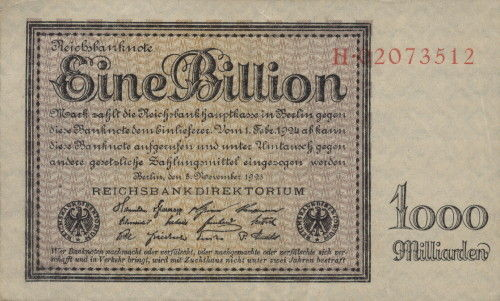 Reichsbanknote
H·02073512
Eine Billion
Mark zahlt die Reichsbankhauptkasse in Berlin gegen
diese Banknote dem Einlieferer. Vom 1. Febr. 1924 ab kann
diese Banknote aufgerufen und unter Umtausch gegen
andere gesetzliche Zahlungsmittel eingezogen werden
Berlin, den 5. November 1923
REICHSBANKDIREKTORIUM
1000
Milliarden
Wer Banknoten nachmacht oder verfälscht, oder nachgemachte oder verfälschte sich ver-
schafft und in Verkehr bringt, wird mit Zuchthaus nicht unter zwei Jahren bestraft